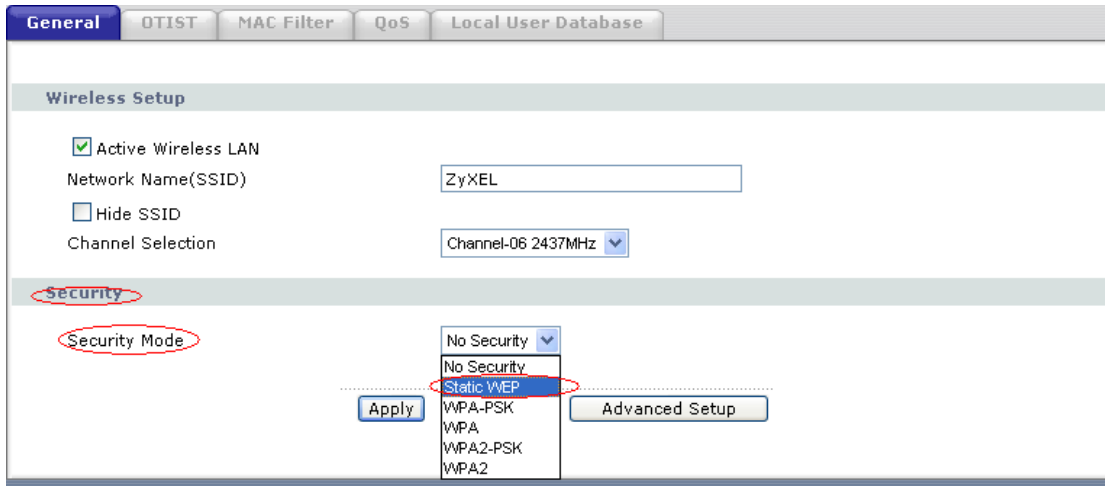 General OTIST MAC Filter QoS Local User Database
Wireless Setup
Active Wireless LAN
Network Name(SSID) ZyXEL
Hide SSID
Channel Selection Channel-06 2437MHz
Security
Security Mode No Security
No Security
Static WEP
WPA-PSK
WPA
WPA2-PSK
WPA2
Apply Advanced Setup